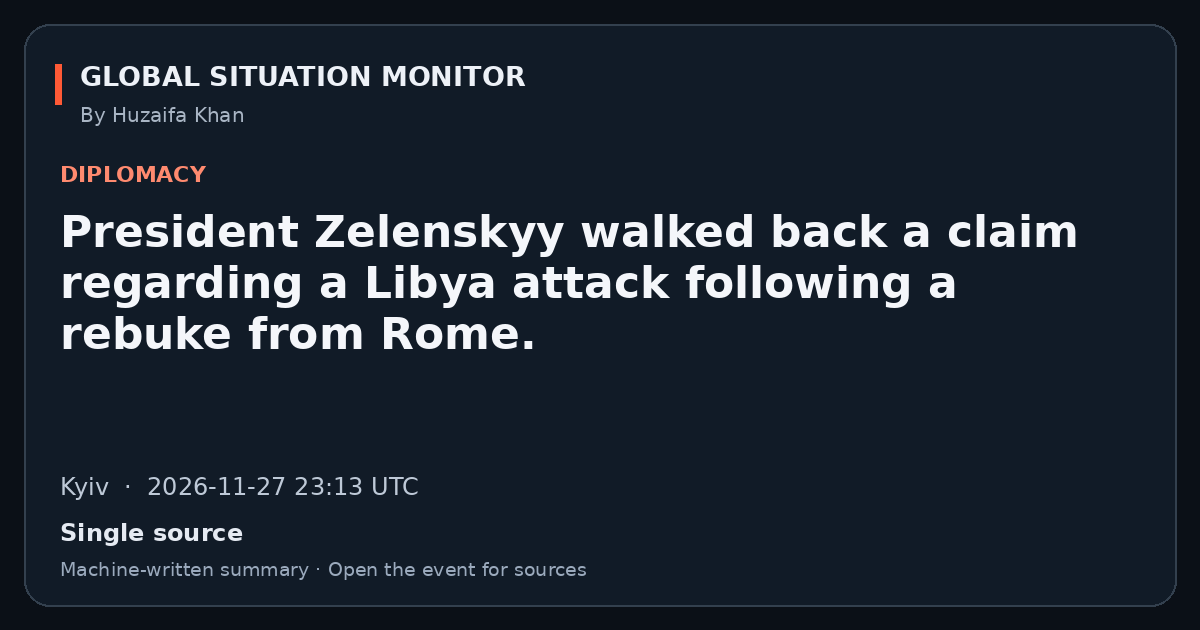 GLOBAL SITUATION MONITOR
By Huzaifa Khan
DIPLOMACY
President Zelenskyy walked back a claim
regarding a Libya attack following a
rebuke from Rome.
Kyiv · 2026-11-27 23:13 UTC
Single source
Machine-written summary · Open the event for sources